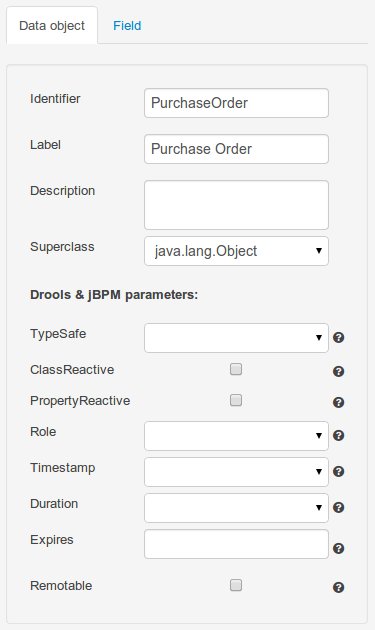 Data object Field
Identifier PurchaseOrder
Label Purchase Order
Description
Superclass java.lang.Object
Drools & jBPM parameters:
TypeSafe
ClassReactive
PropertyReactive
Role
Timestamp
Duration
Expires
Remotable